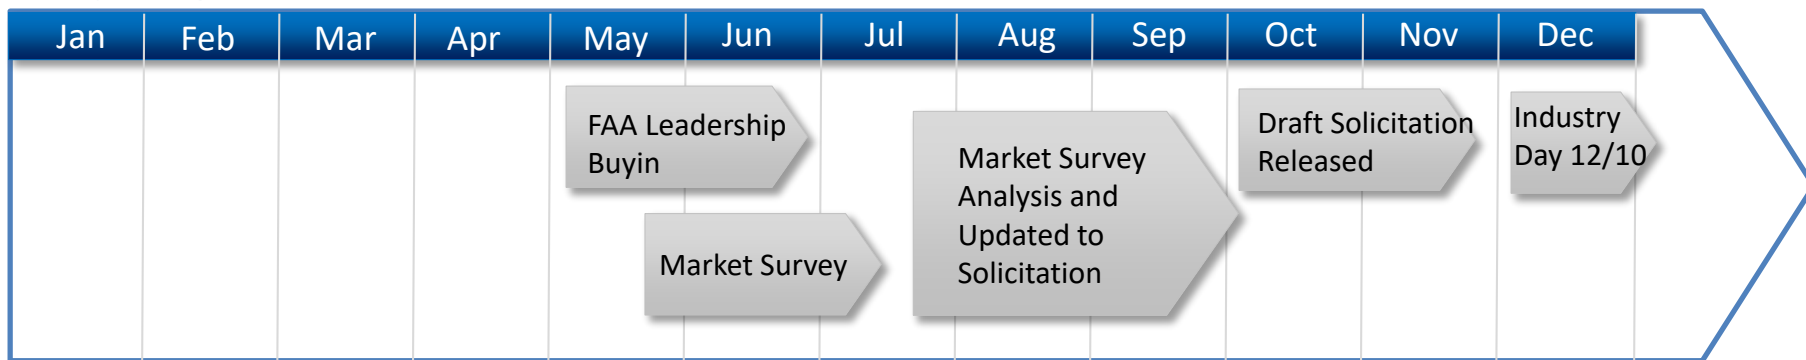 Jan Feb Mar Apr May Jun Jul Aug Sep Oct Nov Dec
FAA Leadership
Buyin
Market Survey
Market Survey
Analysis and
Updated to
Solicitation
Draft Solicitation
Released
Industry
Day 12/10